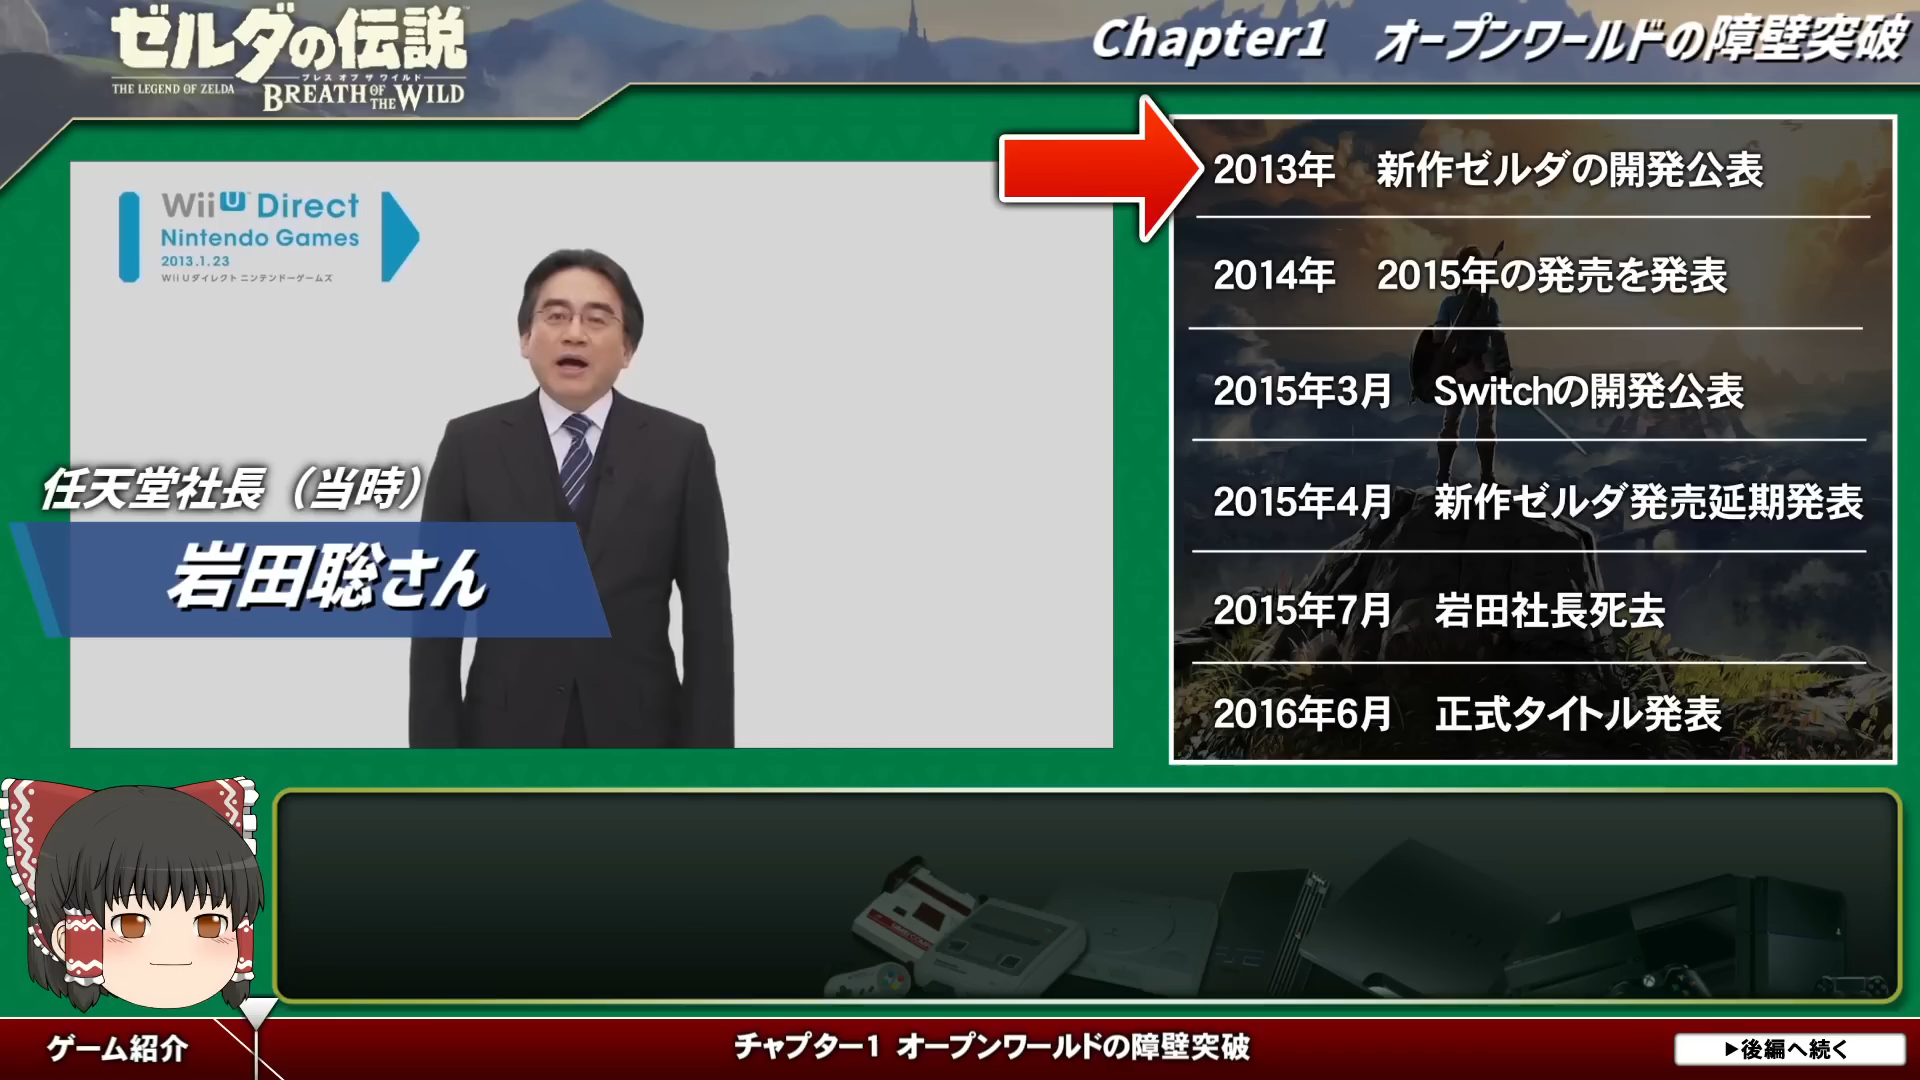 ゼルダの伝説
ブレス オブ ザ ワイルド
THE LEGEND OF ZELDA
BREATH OF THE WILD
Chapter1　オープンワールドの障壁突破
Wii U Direct
Nintendo Games
2013.1.23
Wii Uダイレクト ニンテンドーゲームズ
任天堂社長（当時）
岩田聡さん
2013年　新作ゼルダの開発公表
2014年　2015年の発売を発表
2015年3月　Switchの開発公表
2015年4月　新作ゼルダ発売延期発表
2015年7月　岩田社長死去
2016年6月　正式タイトル発表
ゲーム紹介
チャプター1 オープンワールドの障壁突破
▶後編へ続く